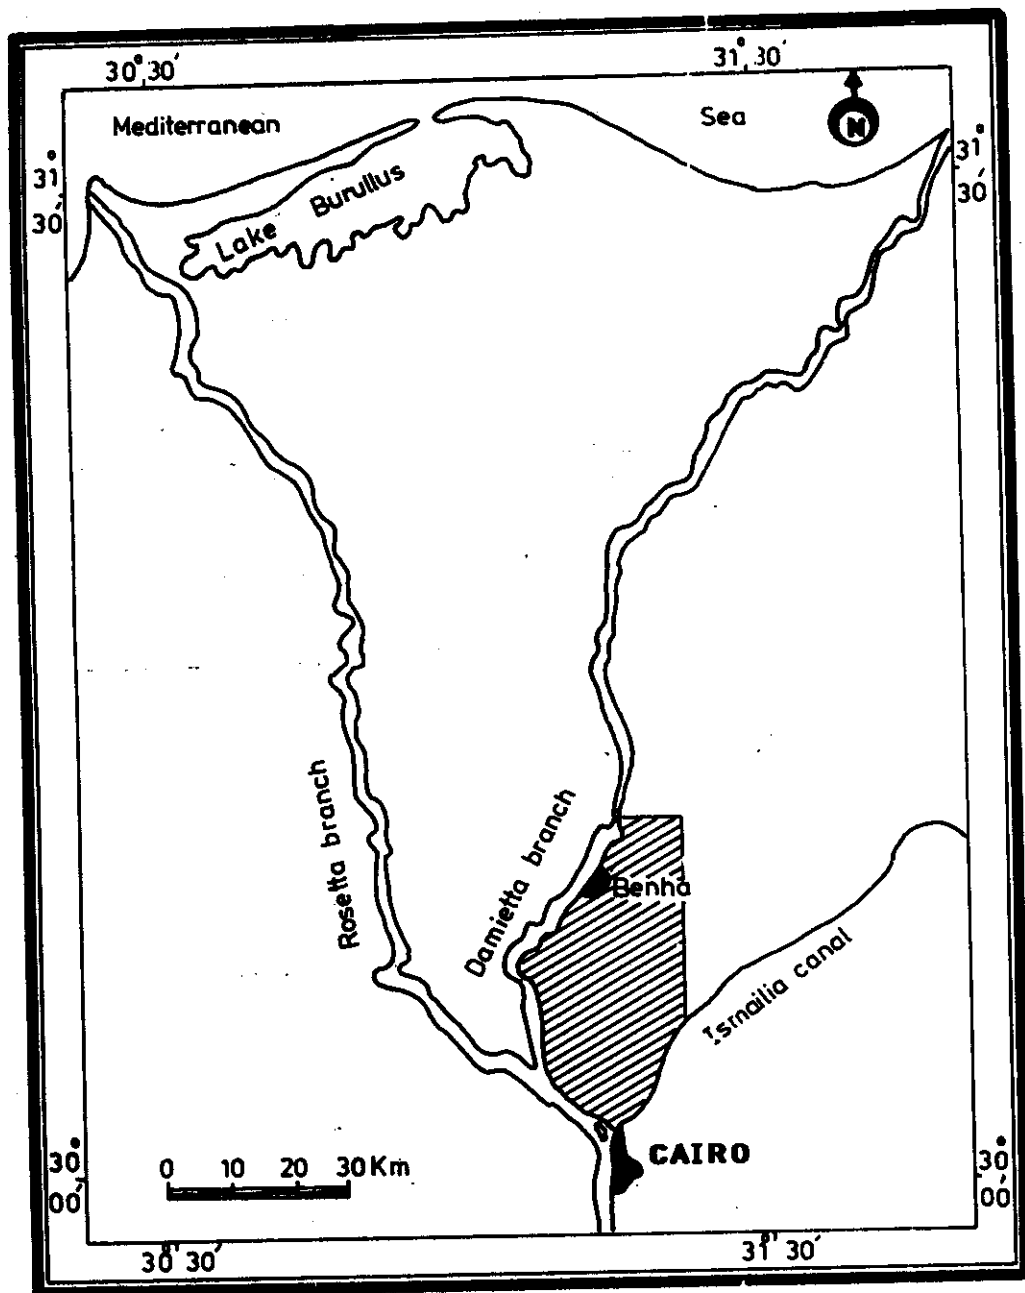 30° 30′
31° 30′
Mediterranean
Sea
N
31°
30′
31°
30′
Lake Burullus
Rosetta branch
Damietta branch
Benha
Ismailia canal
CAIRO
0 10 20 30 Km
30°
00′
30°
00′
30° 30′
31° 30′